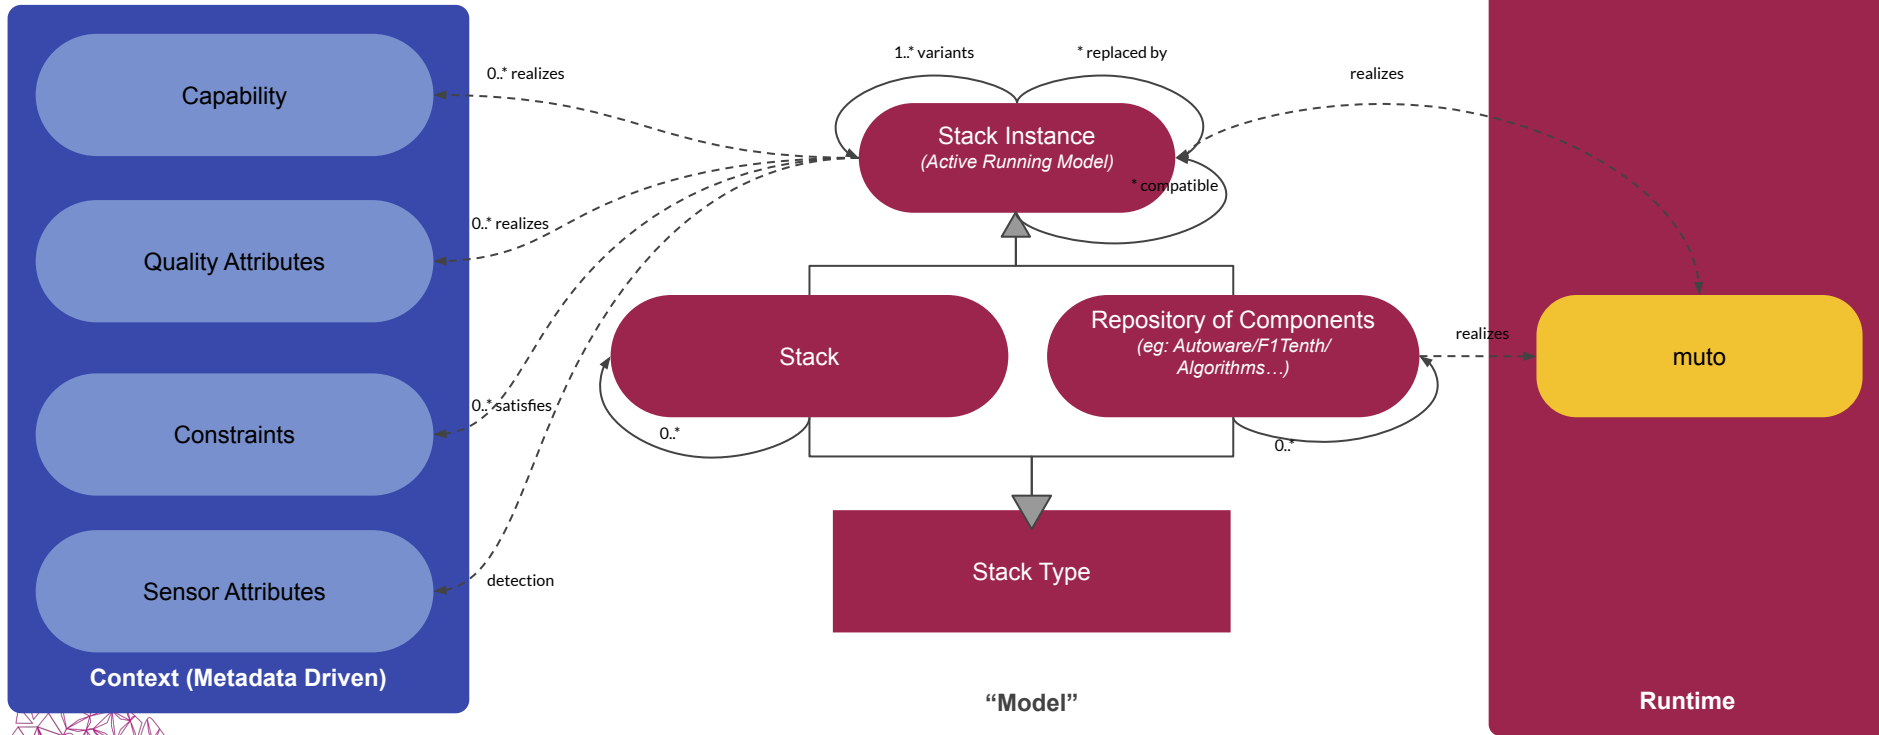 Capability
Quality Attributes
Constraints
Sensor Attributes
Context (Metadata Driven)
0..* realizes
0..* realizes
0..* satisfies
detection
1..* variants
* replaced by
Stack Instance
(Active Running Model)
* compatible
Stack
0..*
Repository of Components
(eg: Autoware/F1Tenth/
Algorithms…)
0..*
Stack Type
“Model”
realizes
realizes
muto
Runtime